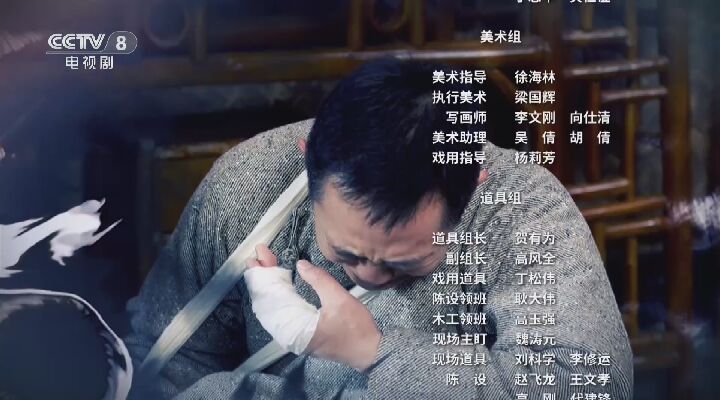 CCTV 8
电视剧
美术组
美术指导 徐海林
执行美术 梁国辉
写画师 李文刚 向仕清
美术助理 吴倩 胡倩
戏用指导 杨莉芳
道具组
道具组长 贺有为
副组长 高风全
戏用道具 丁松伟
陈设领班 耿大伟
木工领班 高玉强
现场主盯 魏涛元
现场道具 刘科学 李修运
陈设 赵飞龙 王文孝